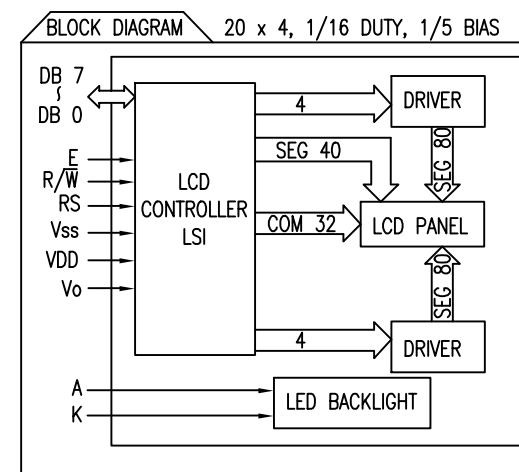 BLOCK DIAGRAM
20 x 4, 1/16 DUTY, 1/5 BIAS
DB 7
~
DB 0
E
R/W̅
RS
Vss
VDD
Vo
A
K
LCD
CONTROLLER
LSI
4
DRIVER
SEG 40
SEG 80
COM 32
LCD PANEL
SEG 80
4
DRIVER
LED BACKLIGHT